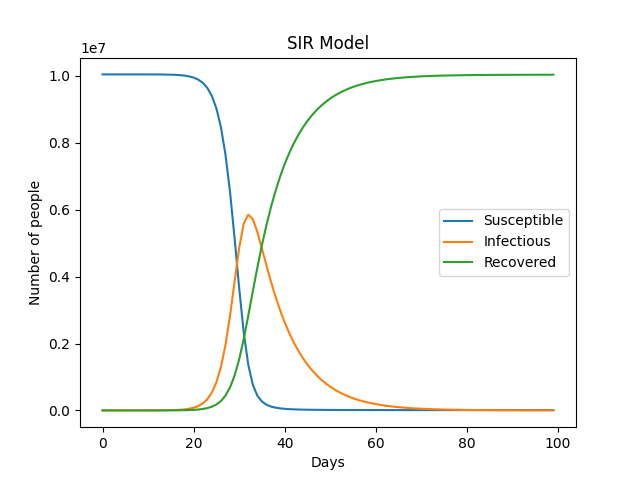 SIR Model
1e7
1.0
0.8
0.6
0.4
0.2
0.0
Number of people
Susceptible
Infectious
Recovered
0 20 40 60 80 100
Days